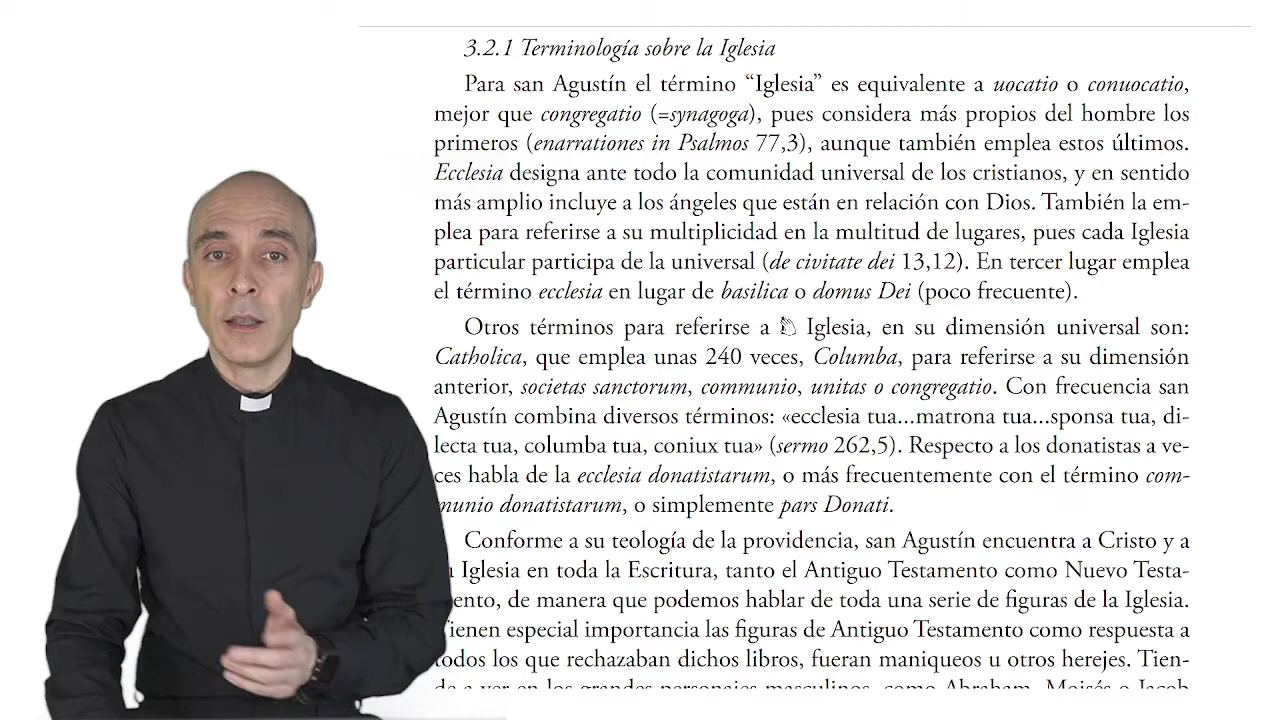 3.2.1 Terminología sobre la Iglesia
Para san Agustín el término “Iglesia” es equivalente a uocatio o conuocatio,
mejor que congregatio (=synagoga), pues considera más propios del hombre los
primeros (enarrationes in Psalmos 77,3), aunque también emplea estos últimos.
Ecclesia designa ante todo la comunidad universal de los cristianos, y en sentido
más amplio incluye a los ángeles que están en relación con Dios. También la em-
plea para referirse a su multiplicidad en la multitud de lugares, pues cada Iglesia
particular participa de la universal (de civitate dei 13,12). En tercer lugar emplea
el término ecclesia en lugar de basilica o domus Dei (poco frecuente).
Otros términos para referirse a Iglesia, en su dimensión universal son:
Catholica, que emplea unas 240 veces, Columba, para referirse a su dimensión
anterior, societas sanctorum, communio, unitas o congregatio. Con frecuencia san
Agustín combina diversos términos: «ecclesia tua...matrona tua...sponsa tua, di-
lecta tua, columba tua, coniux tua» (sermo 262,5). Respecto a los donatistas a ve-
ces habla de la ecclesia donatistarum, o más frecuentemente con el término com-
munio donatistarum, o simplemente pars Donati.
Conforme a su teología de la providencia, san Agustín encuentra a Cristo y a
Iglesia en toda la Escritura, tanto el Antiguo Testamento como Nuevo Testa-
mento, de manera que podemos hablar de toda una serie de figuras de la Iglesia.
Tienen especial importancia las figuras de Antiguo Testamento como respuesta a
todos los que rechazaban dichos libros, fueran maniqueos u otros herejes. Tien-
de a ver en los grandes personajes masculinos, como Abraham, Moisés o Jacob